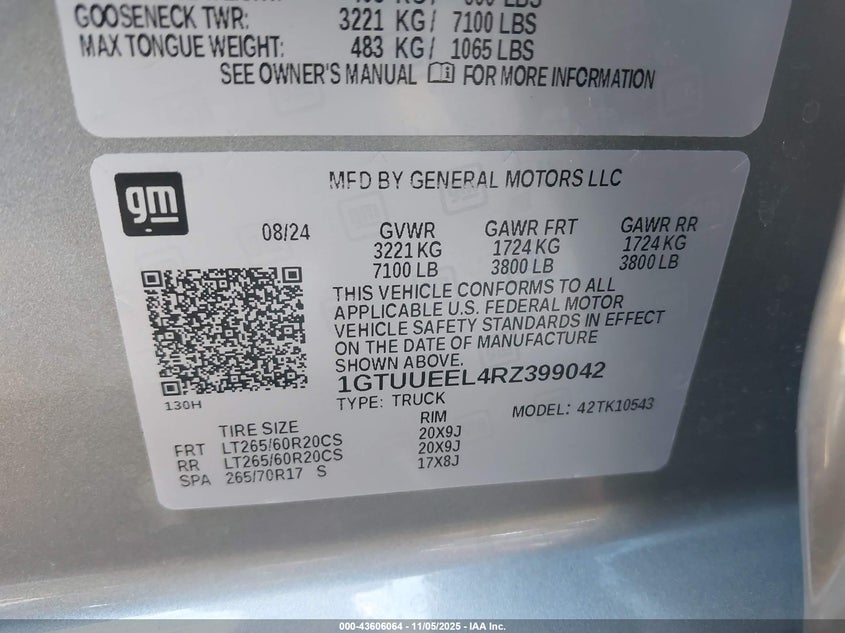 GOOSENECK TWR: 3221 KG/ 7100 LBS
MAX TONGUE WEIGHT: 483 KG/ 1065 LBS
SEE OWNER'S MANUAL FOR MORE INFORMATION
gm
MFD BY GENERAL MOTORS LLC
08/24 GVWR GAWR FRT GAWR RR
3221 KG 1724 KG 1724 KG
7100 LB 3800 LB 3800 LB
THIS VEHICLE CONFORMS TO ALL
APPLICABLE U.S. FEDERAL MOTOR
VEHICLE SAFETY STANDARDS IN EFFECT
ON THE DATE OF MANUFACTURE
SHOWN ABOVE.
1GTUUEEL4RZ399042
130H
TYPE: TRUCK MODEL: 42TK10543
TIRE SIZE RIM
FRT LT265/60R20CS 20X9J
RR LT265/60R20CS 20X9J
SPA 265/70R17 S 17X8J
000-43606064 - 11/05/2025 - IAA Inc.